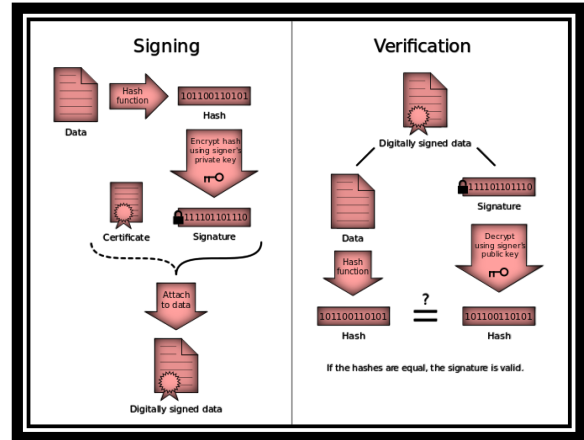 Signing
Data
Hash
function
101100110101
Hash
Encrypt hash
using signer's
private key
111101101110
Certificate
Signature
Attach
to data
Digitally signed data
Verification
Digitally signed data
Data
111101101110
Signature
Hash
function
Decrypt
using signer's
public key
101100110101
Hash
?
=
101100110101
Hash
If the hashes are equal, the signature is valid.